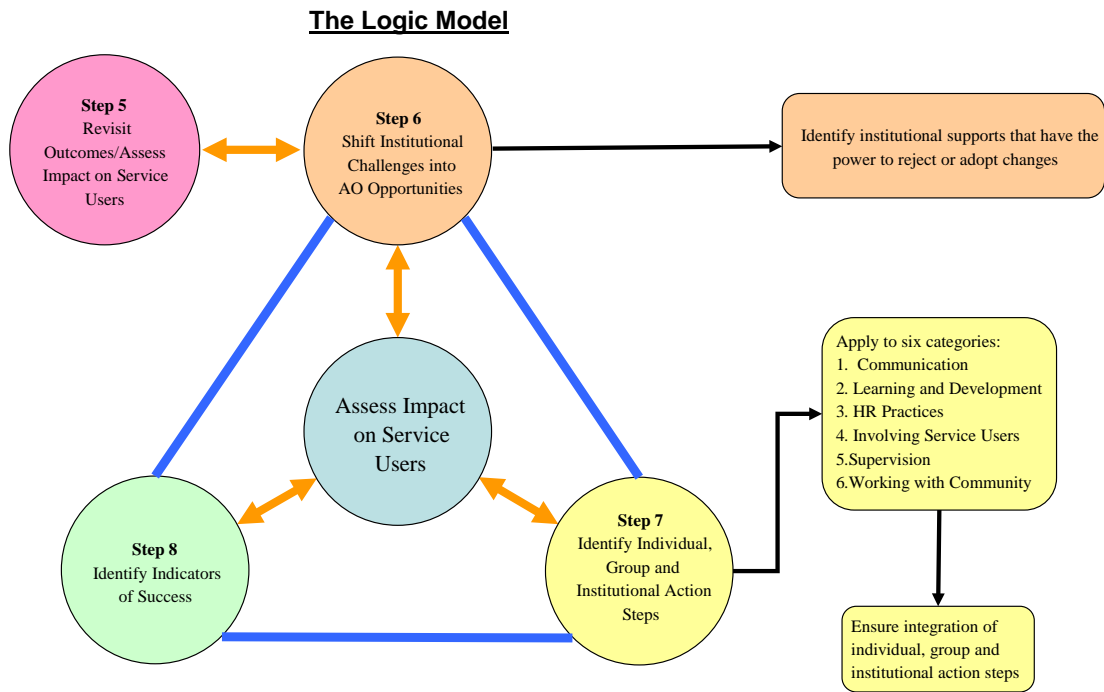 The Logic Model
Step 5
Revisit
Outcomes/Assess
Impact on Service
Users
Step 6
Shift Institutional
Challenges into
AO Opportunities
Identify institutional supports that have the
power to reject or adopt changes
Assess Impact
on Service
Users
Apply to six categories:
1. Communication
2. Learning and Development
3. HR Practices
4. Involving Service Users
5.Supervision
6.Working with Community
Step 8
Identify Indicators
of Success
Step 7
Identify Individual,
Group and
Institutional Action
Steps
Ensure integration of
individual, group and
institutional action steps